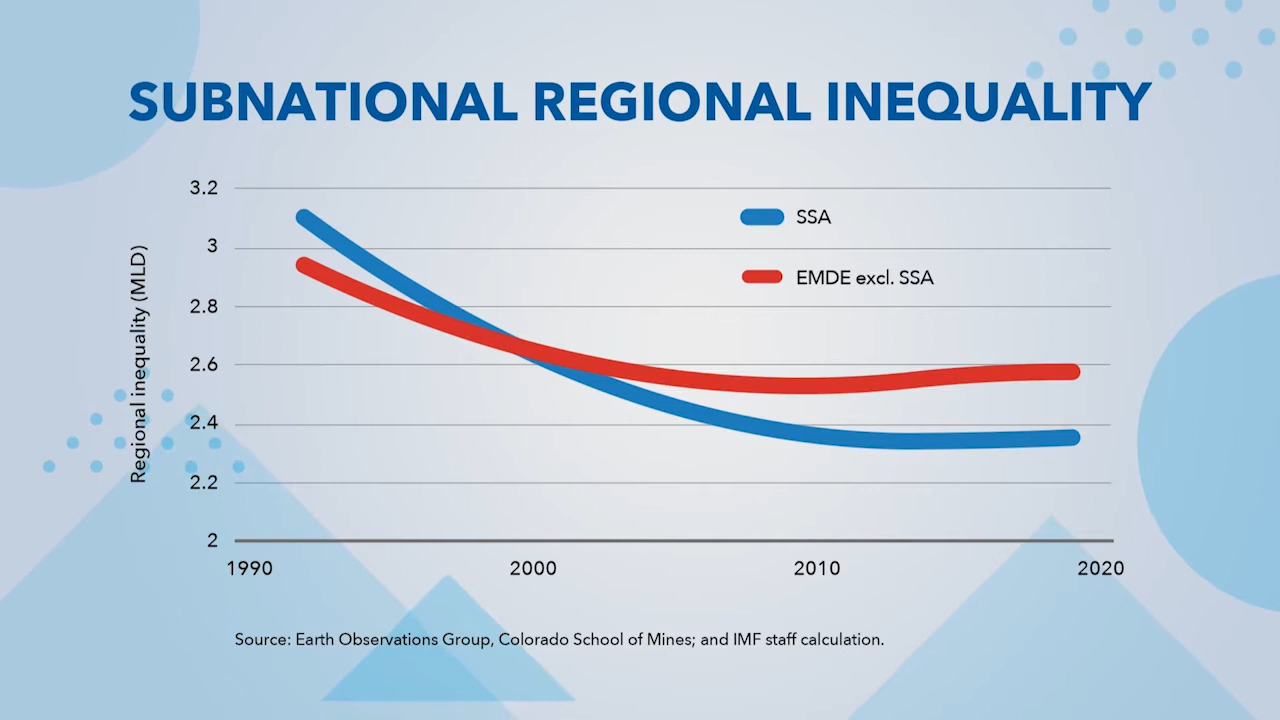 SUBNATIONAL REGIONAL INEQUALITY
Regional inequality (MLD)
3.2
3
2.8
2.6
2.4
2.2
2
SSA
EMDE excl. SSA
1990 2000 2010 2020
Source: Earth Observations Group, Colorado School of Mines; and IMF staff calculation.